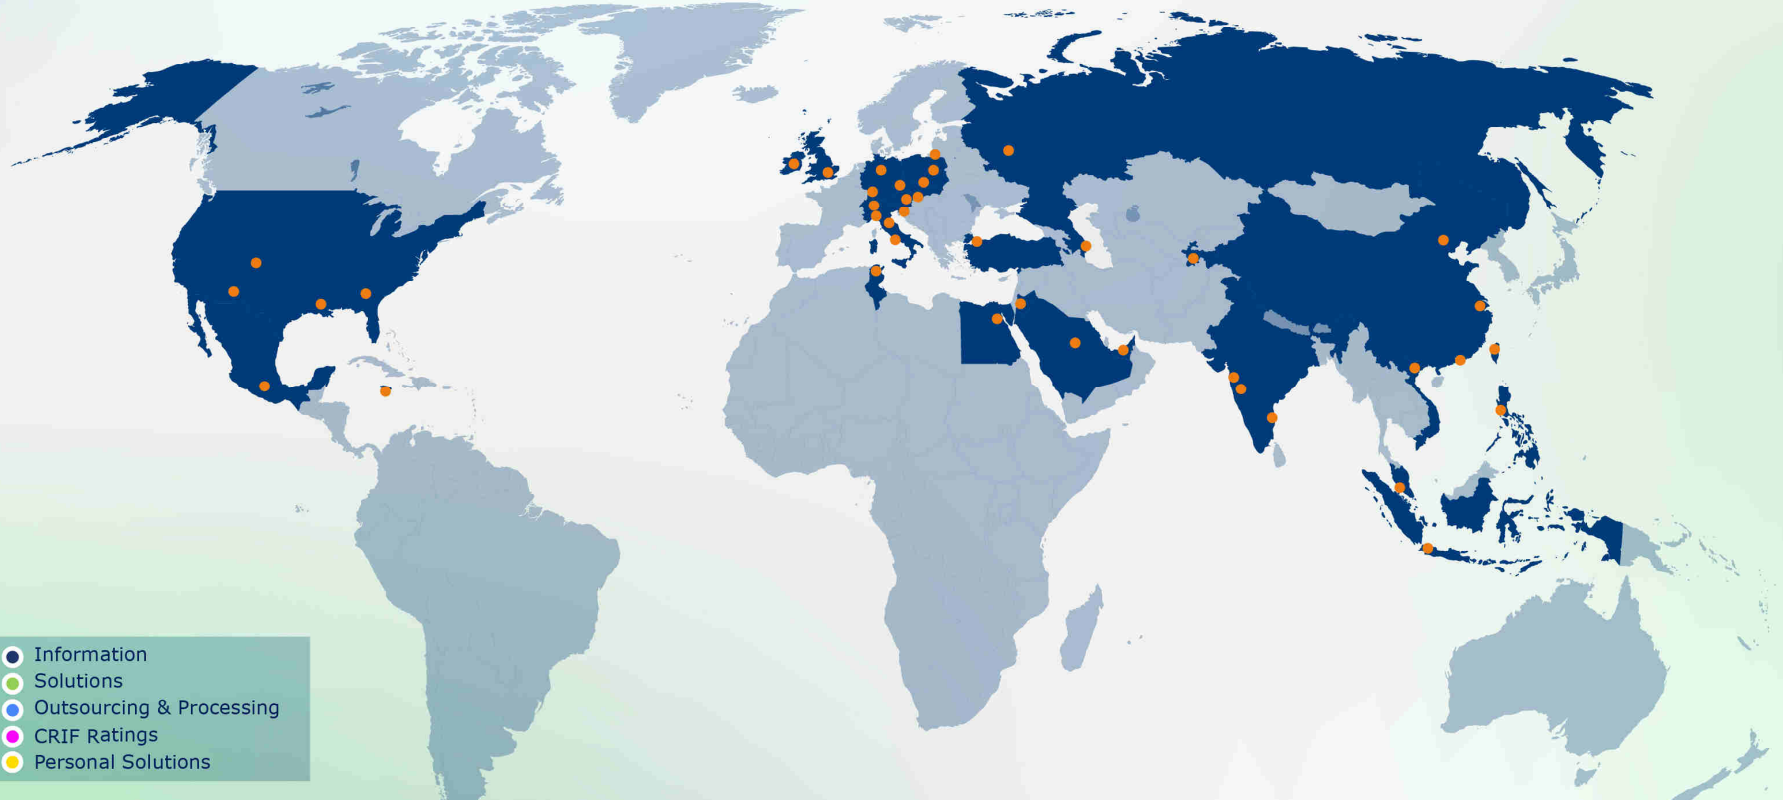 Information
Solutions
Outsourcing & Processing
CRIF Ratings
Personal Solutions